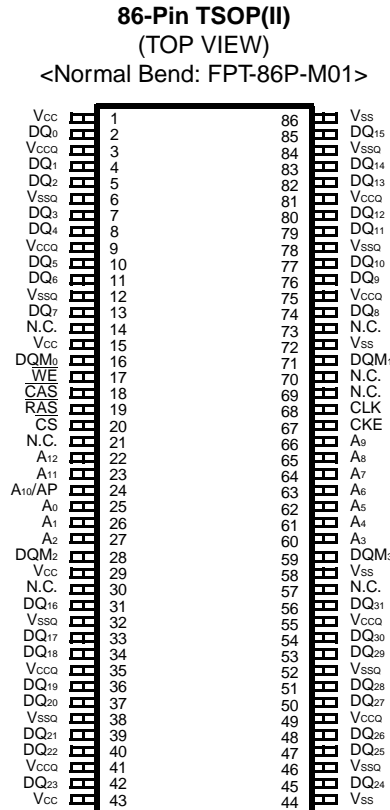 86-Pin TSOP(II)
(TOP VIEW)
<Normal Bend: FPT-86P-M01>
VCC 1 86 VSS
DQ0 2 85 DQ15
VCCQ 3 84 VSSQ
DQ1 4 83 DQ14
DQ2 5 82 DQ13
VSSQ 6 81 VCCQ
DQ3 7 80 DQ12
DQ4 8 79 DQ11
VCCQ 9 78 VSSQ
DQ5 10 77 DQ10
DQ6 11 76 DQ9
VSSQ 12 75 VCCQ
DQ7 13 74 DQ8
N.C. 14 73 N.C.
VCC 15 72 VSS
DQM0 16 71 DQM1
WE 17 70 N.C.
CAS 18 69 N.C.
RAS 19 68 CLK
CS 20 67 CKE
N.C. 21 66 A9
A12 22 65 A8
A11 23 64 A7
A10/AP 24 63 A6
A0 25 62 A5
A1 26 61 A4
A2 27 60 A3
DQM2 28 59 DQM3
VCC 29 58 VSS
N.C. 30 57 N.C.
DQ16 31 56 DQ31
VSSQ 32 55 VCCQ
DQ17 33 54 DQ30
DQ18 34 53 DQ29
VCCQ 35 52 VSSQ
DQ19 36 51 DQ28
DQ20 37 50 DQ27
VSSQ 38 49 VCCQ
DQ21 39 48 DQ26
DQ22 40 47 DQ25
VCCQ 41 46 VSSQ
DQ23 42 45 DQ24
VCC 43 44 VSS